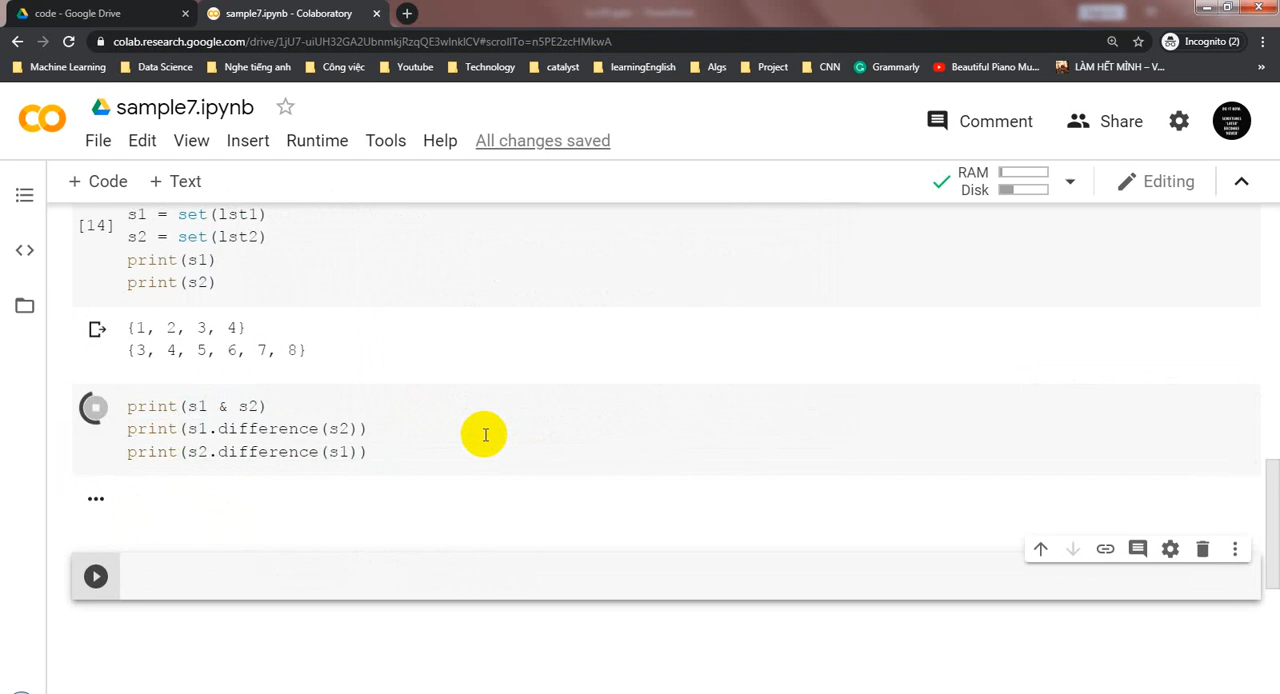 code - Google Drive
sample7.ipynb - Colaboratory
colab.research.google.com/drive/1jU7-uiUH32GA2UbnmkjRzqQE3wInkICV#scrollTo=n5PE2zcHMkwA
Incognito (2)
Machine Learning
Data Science
Nghe tiếng anh
Công việc
Youtube
Technology
catalyst
learningEnglish
Algs
Project
CNN
Grammarly
Beautiful Piano Mu...
LÀM HẾT MÌNH – V...
»
CO
sample7.ipynb
Comment
Share
File Edit View Insert Runtime Tools Help All changes saved
+ Code + Text
RAM
Disk
Editing
[14]
s1 = set(lst1)
s2 = set(lst2)
print(s1)
print(s2)
{1, 2, 3, 4}
{3, 4, 5, 6, 7, 8}
print(s1 & s2)
print(s1.difference(s2))
print(s2.difference(s1))
...